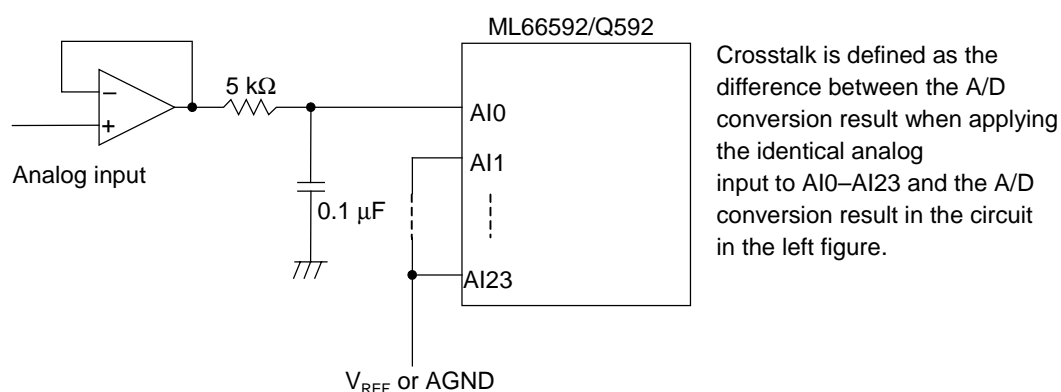 ML66592/Q592
5 kΩ
−
+
Analog input
0.1 μF
AI0
AI1
AI23
V_REF or AGND
Crosstalk is defined as the
difference between the A/D
conversion result when applying
the identical analog
input to AI0–AI23 and the A/D
conversion result in the circuit
in the left figure.